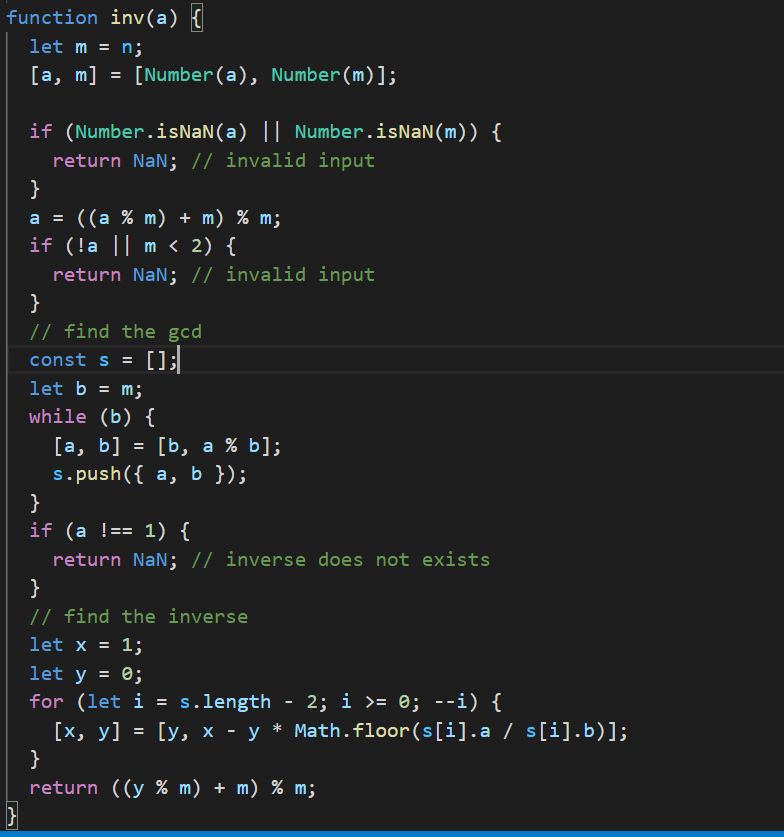 function inv(a) {
  let m = n;
  [a, m] = [Number(a), Number(m)];

  if (Number.isNaN(a) || Number.isNaN(m)) {
    return NaN; // invalid input
  }
  a = ((a % m) + m) % m;
  if (!a || m < 2) {
    return NaN; // invalid input
  }
  // find the gcd
  const s = [];
  let b = m;
  while (b) {
    [a, b] = [b, a % b];
    s.push({ a, b });
  }
  if (a !== 1) {
    return NaN; // inverse does not exists
  }
  // find the inverse
  let x = 1;
  let y = 0;
  for (let i = s.length - 2; i >= 0; --i) {
    [x, y] = [y, x - y * Math.floor(s[i].a / s[i].b)];
  }
  return ((y % m) + m) % m;
}